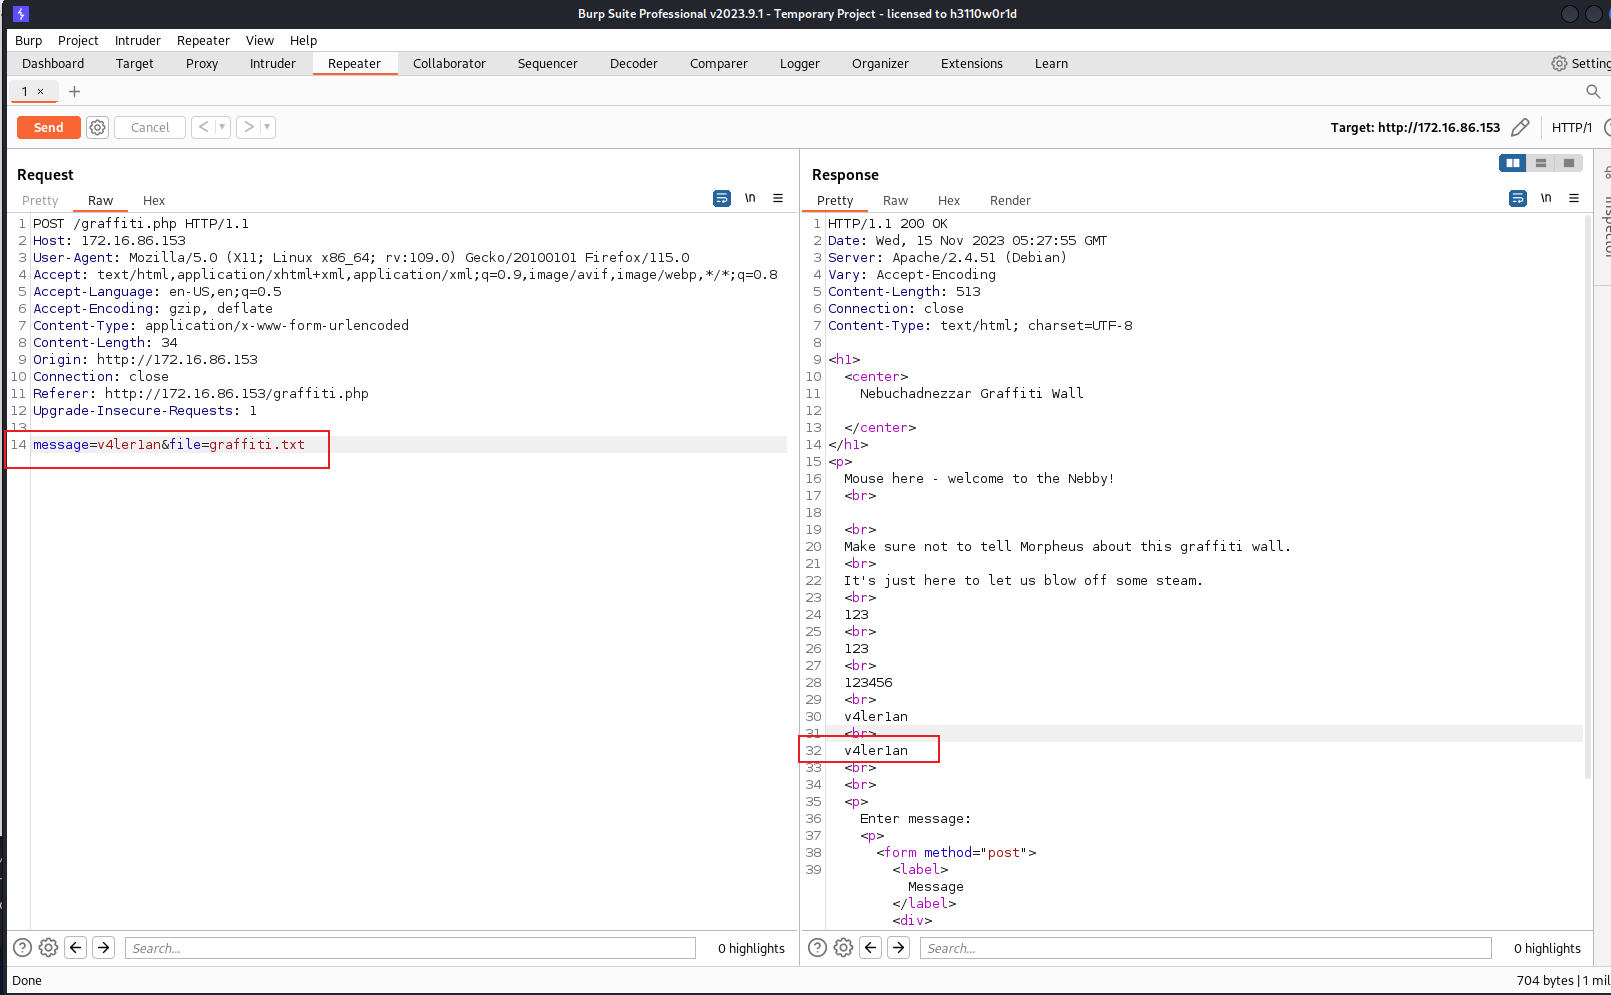 Burp Suite Professional v2023.9.1 - Temporary Project - licensed to h3110w0r1d
Burp Project Intruder Repeater View Help
Dashboard Target Proxy Intruder Repeater Collaborator Sequencer Decoder Comparer Logger Organizer Extensions Learn Setting
1 × +
Send Cancel < > Target: http://172.16.86.153 HTTP/1
Request
Pretty Raw Hex \n
1 POST /graffiti.php HTTP/1.1
2 Host: 172.16.86.153
3 User-Agent: Mozilla/5.0 (X11; Linux x86_64; rv:109.0) Gecko/20100101 Firefox/115.0
4 Accept: text/html,application/xhtml+xml,application/xml;q=0.9,image/avif,image/webp,*/*;q=0.8
5 Accept-Language: en-US,en;q=0.5
6 Accept-Encoding: gzip, deflate
7 Content-Type: application/x-www-form-urlencoded
8 Content-Length: 34
9 Origin: http://172.16.86.153
10 Connection: close
11 Referer: http://172.16.86.153/graffiti.php
12 Upgrade-Insecure-Requests: 1
13
14 message=v4ler1an&file=graffiti.txt
Search...
0 highlights
Response
Pretty Raw Hex Render \n
1 HTTP/1.1 200 OK
2 Date: Wed, 15 Nov 2023 05:27:55 GMT
3 Server: Apache/2.4.51 (Debian)
4 Vary: Accept-Encoding
5 Content-Length: 513
6 Connection: close
7 Content-Type: text/html; charset=UTF-8
8
9 <h1>
10 <center>
11 Nebuchadnezzar Graffiti Wall
12
13 </center>
14 </h1>
15 <p>
16 Mouse here - welcome to the Nebby!
17 <br>
18
19 <br>
20 Make sure not to tell Morpheus about this graffiti wall.
21 <br>
22 It's just here to let us blow off some steam.
23 <br>
24 123
25 <br>
26 123
27 <br>
28 123456
29 <br>
30 v4ler1an
31 <br>
32 v4ler1an
33 <br>
34 <br>
35 <p>
36 Enter message:
37 <p>
38 <form method="post">
39 <label>
Message
</label>
<div>
Search...
0 highlights
Inspector
Done
704 bytes | 1 mil